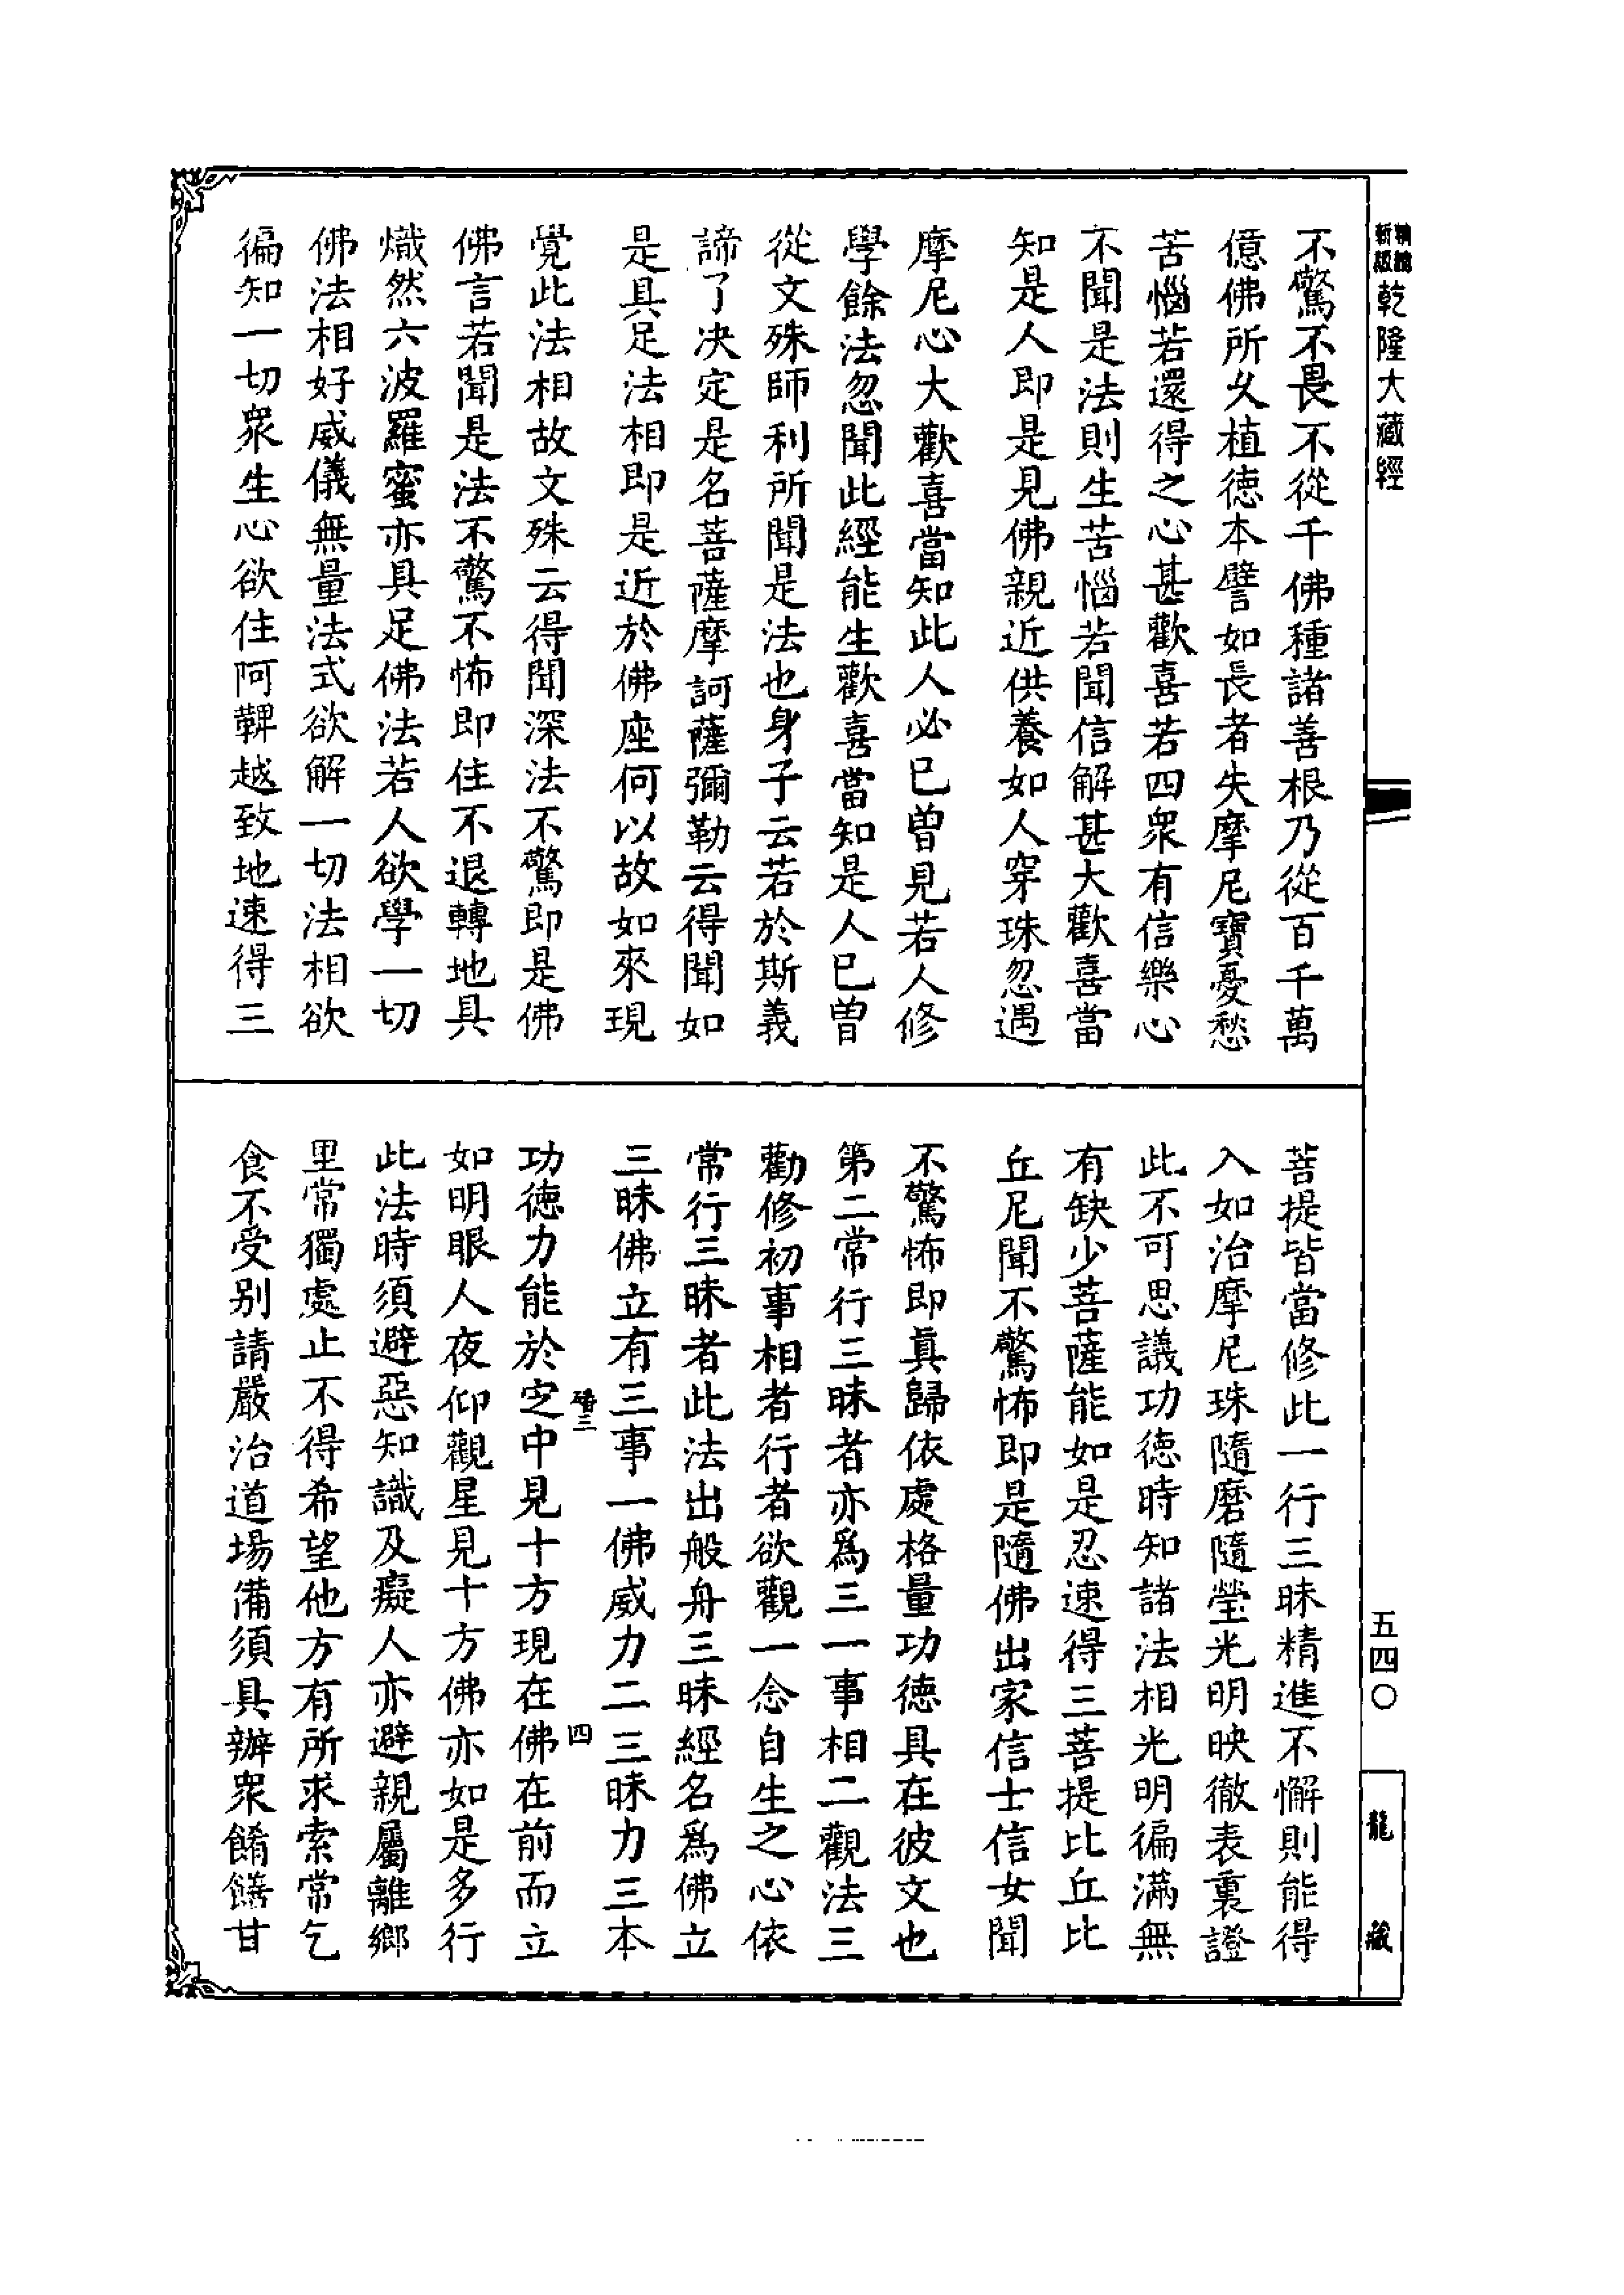 乾隆大藏經
不驚不畏不從千佛種諸善根乃從百千萬
億佛所乆植德本譬如長者失摩尼寶憂愁
苦惱若還得之心甚歡喜若四衆有信樂心
不聞是法則生苦惱若聞信解甚大歡喜當
知是人即是見佛親近供養如人穿珠忽遇
摩尼心大歡喜當知此人必已曾見若人修
學餘法忽聞此經能生歡喜當知是人已曾
從文殊師利所聞是法也身子云若於斯義
諦了決定是名菩薩摩訶薩彌勒云得聞如
是具足法相即是近於佛座何以故如來現
覺此法相故文殊云得聞深法不驚即是佛
佛言若聞是法不驚不怖即住不退轉地具
熾然六波羅蜜亦具足佛法若人欲學一切
佛法相好威儀無量法式欲解一切法相欲
徧知一切衆生心欲住阿鞞越致地速得三
菩提皆當修此一行三昧精進不懈則能得
入如治摩尼珠隨磨隨瑩光明映徹表裏證
此不可思議功德時知諸法相光明徧滿無
有缺少菩薩能如是忍速得三菩提比丘比
丘尼聞不驚怖即是隨佛出家信士信女聞
不驚怖即眞歸依處格量功德具在彼文也
第二常行三昧者亦爲三一事相二觀法三
勸修初事相者行者欲觀一念自生之心依
常行三昧者此法出般舟三昧經名爲佛立
三昧佛立有三事一佛威力二三昧力三本
功德力能於㝎中見十方現在佛在前而立
四
如明眼人夜仰觀星見十方佛亦如是多行
此法時須避惡知識及癡人亦避親屬離鄉
里常獨處止不得希望他方有所求索常乞
食不受别請嚴治道場備須具辦衆餚饍甘
五四〇
龍藏